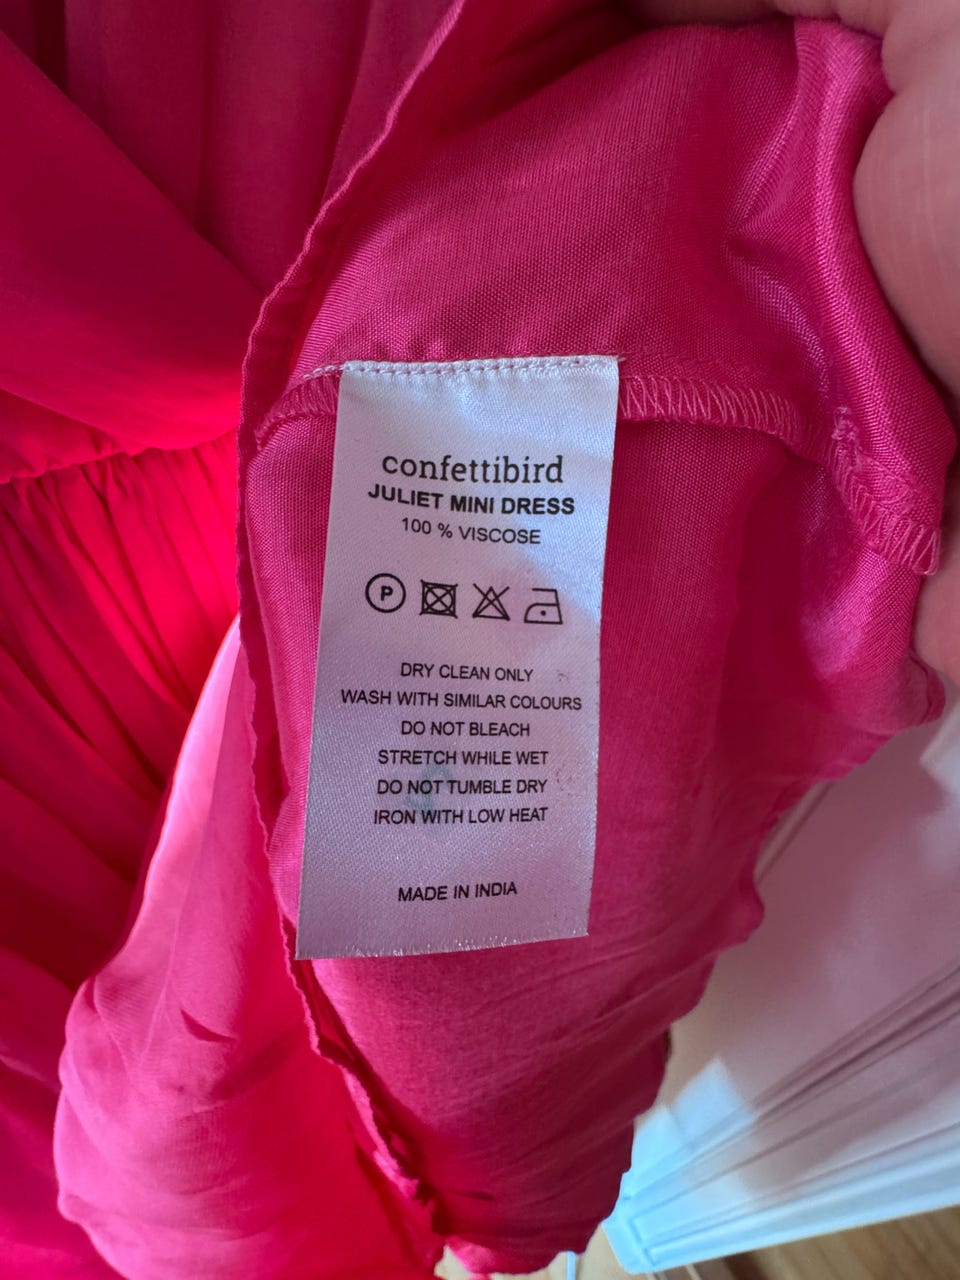 confettibird
JULIET MINI DRESS
100 % VISCOSE
P
DRY CLEAN ONLY
WASH WITH SIMILAR COLOURS
DO NOT BLEACH
STRETCH WHILE WET
DO NOT TUMBLE DRY
IRON WITH LOW HEAT
MADE IN INDIA